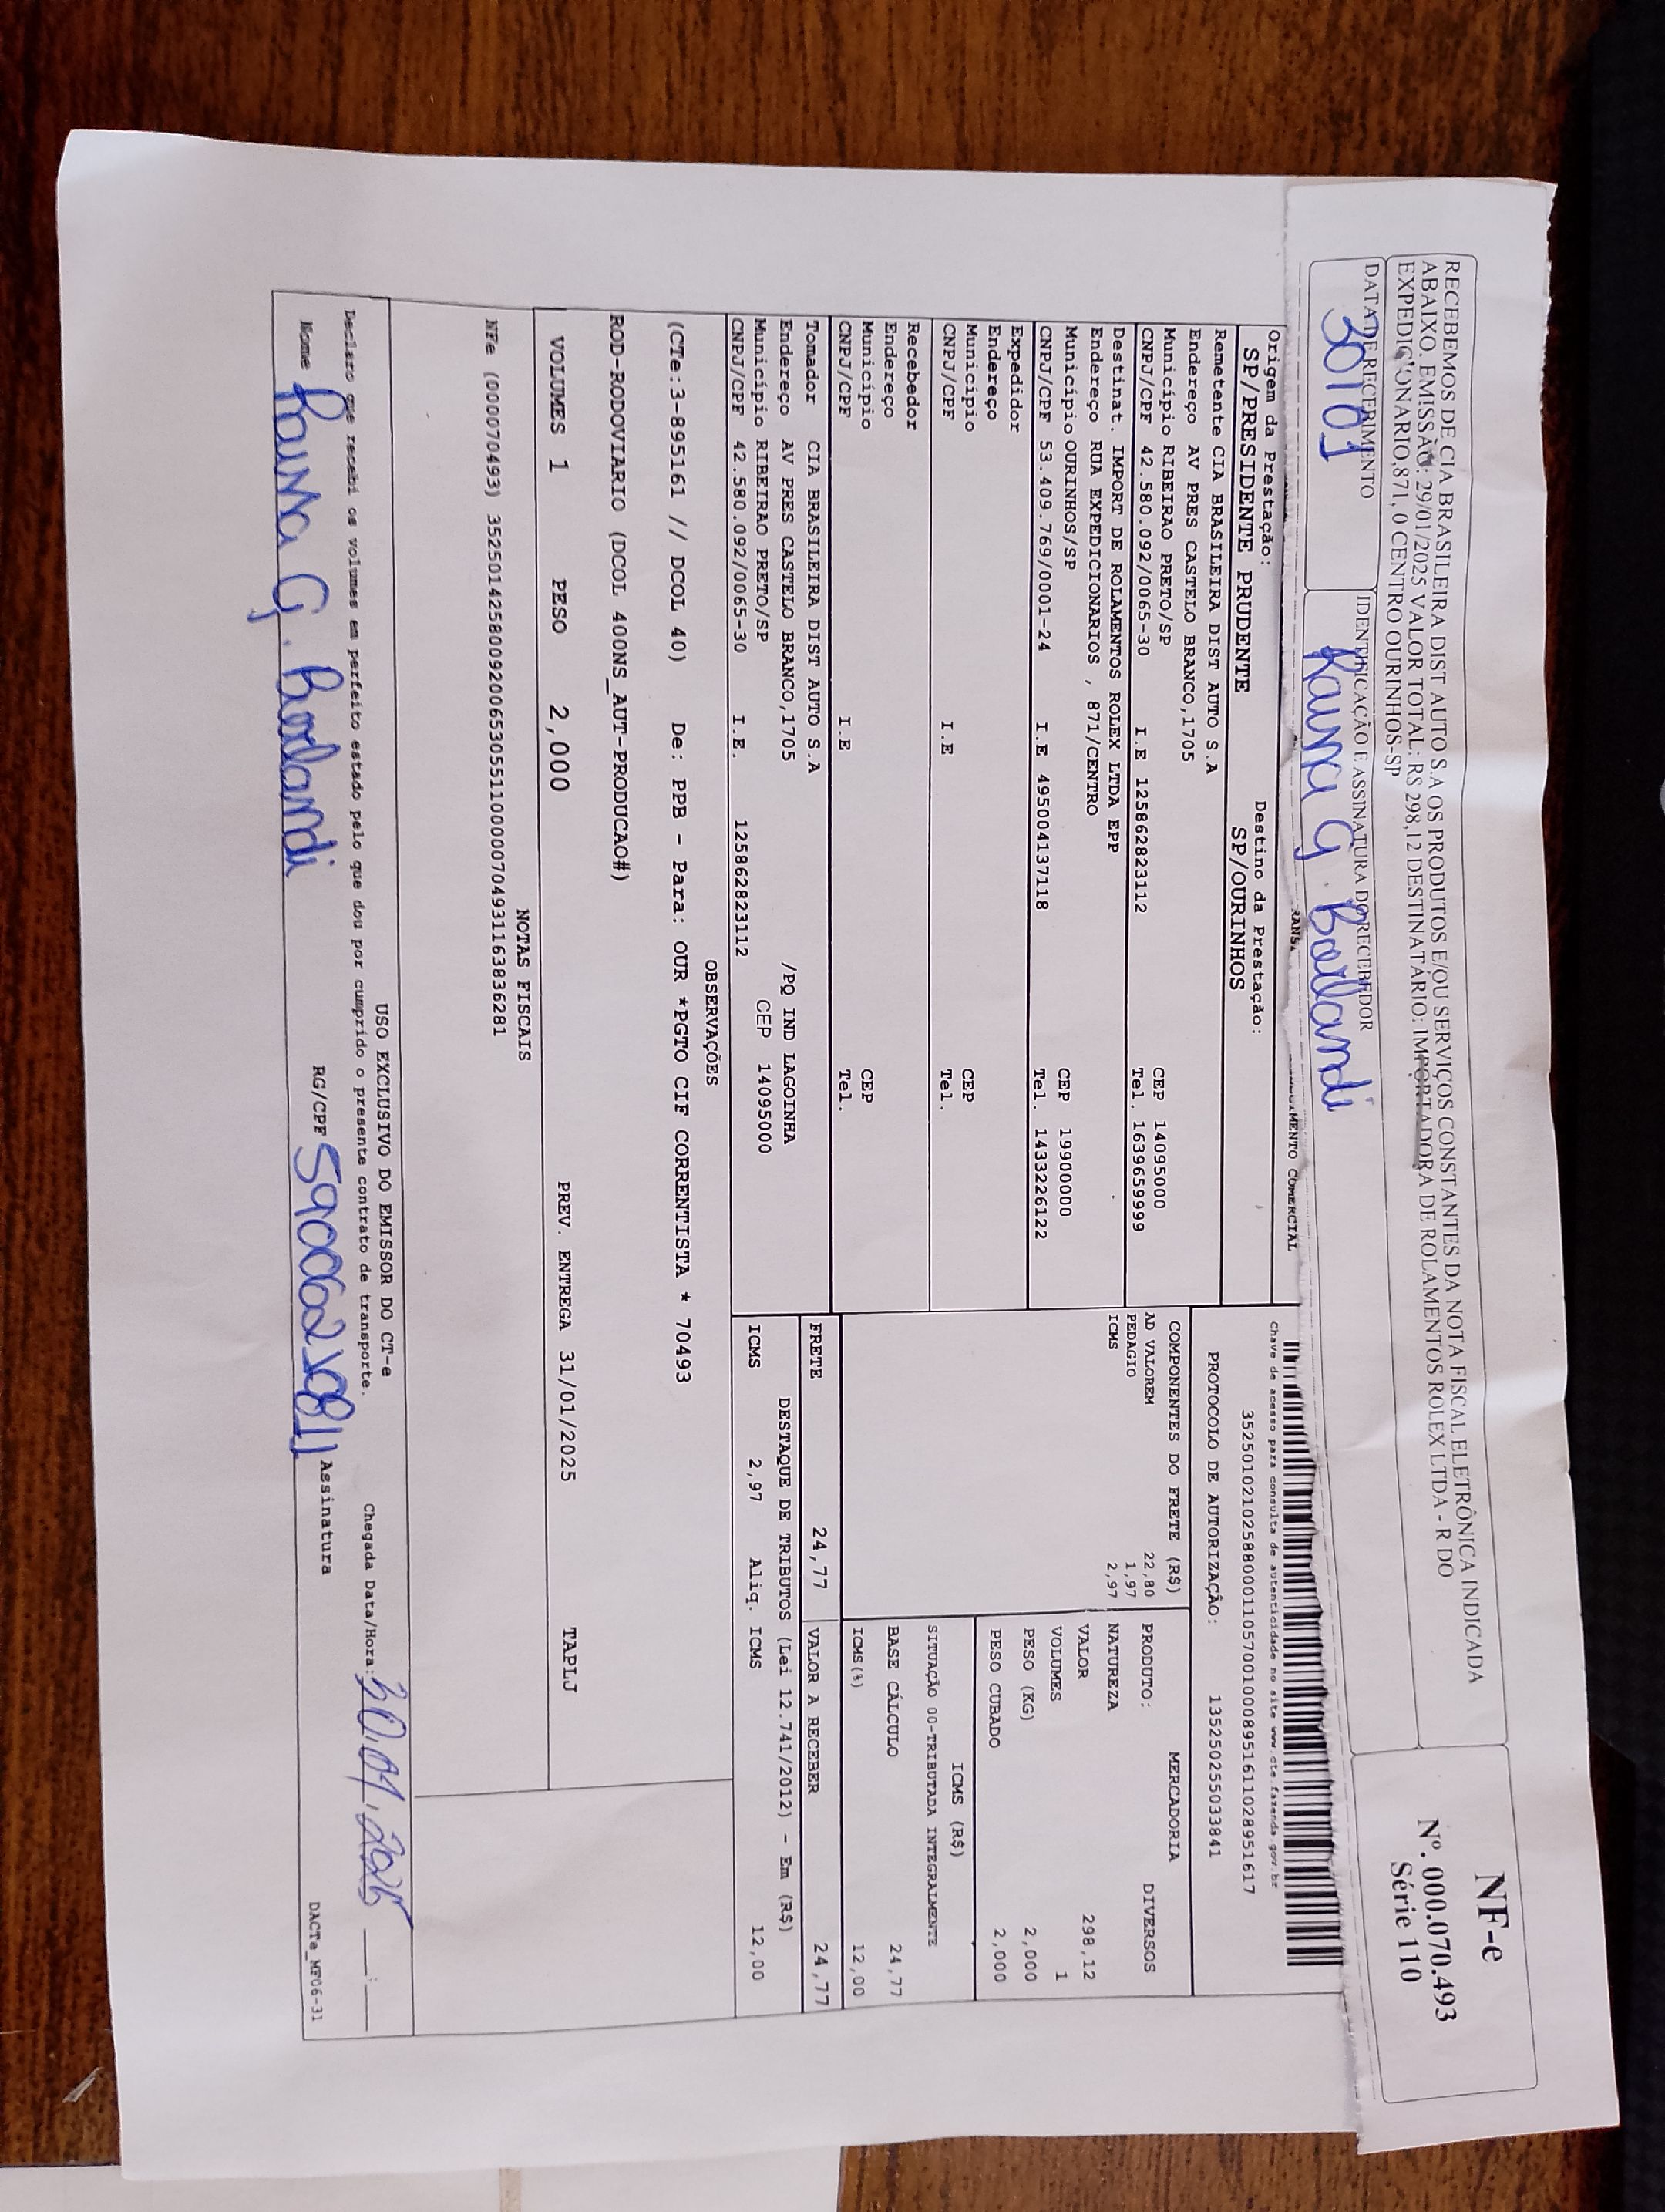 RECEBEMOS DE CIA BRASILEIRA DIST AUTO S.A OS PRODUTOS E/OU SERVIÇOS CONSTANTES DA NOTA FISCAL ELETRÔNICA INDICADA
ABAIXO. EMISSÃO: 29/01/2025 VALOR TOTAL: R$ 298,12 DESTINATÁRIO: IMPORTADORA DE ROLAMENTOS ROLEX LTDA - R DO
EXPEDICIONARIO,871, 0 CENTRO OURINHOS-SP
DATA DE RECEBIMENTO
30/01
IDENTIFICAÇÃO E ASSINATURA DO RECEBEDOR
G. Borlandi
NF-e
Nº. 000.070.493
Série 110
COMERCIAL
Origem da Prestação:
SP/PRESIDENTE PRUDENTE
Destino da Prestação:
SP/OURINHOS
Remetente CIA BRASILEIRA DIST AUTO S.A
Endereço AV PRES CASTELO BRANCO,1705
Município RIBEIRAO PRETO/SP CEP 14095000
CNPJ/CPF 42.580.092/0065-30 I.E 125862823112 Tel. 1639659999
Destinat. IMPORT DE ROLAMENTOS ROLEX LTDA EPP
Endereço RUA EXPEDICIONARIOS , 871/CENTRO
Município OURINHOS/SP CEP 19900000
CNPJ/CPF 53.409.769/0001-24 I.E 495004137118 Tel. 1433226122
Expedidor
Endereço
Município CEP
CNPJ/CPF I.E Tel.
Recebedor
Endereço
Município CEP
CNPJ/CPF I.E Tel.
Tomador CIA BRASILEIRA DIST AUTO S.A
Endereço AV PRES CASTELO BRANCO,1705 /PQ IND LAGOINHA
Município RIBEIRAO PRETO/SP CEP 14095000
CNPJ/CPF 42.580.092/0065-30 I.E. 125862823112
Chave de acesso para consulta de autenticidade no site www.cte.fazenda.gov.br
35250102102588000110570010008951611028951617
PROTOCOLO DE AUTORIZAÇÃO: 135250255033841
COMPONENTES DO FRETE (R$)
AD VALOREM 22,80
PEDAGIO 1,97
ICMS 2,97
MERCADORIA
PRODUTO: DIVERSOS
NATUREZA
VALOR 298,12
VOLUMES 1
PESO (KG) 2,000
PESO CUBADO 2,000
ICMS (R$)
SITUAÇÃO 00-TRIBUTADA INTEGRALMENTE
BASE CÁLCULO 24,77
ICMS(%) 12,00
FRETE 24,77 VALOR A RECEBER 24,77
DESTAQUE DE TRIBUTOS (Lei 12.741/2012) - Em (R$)
ICMS 2,97 Aliq. ICMS 12,00
OBSERVAÇÕES
(CTe:3-895161 // DCOL 40) De: PPB - Para: OUR *PGTO CIF CORRENTISTA * 70493
ROD-RODOVIARIO (DCOL 400NS_AUT-PRODUCAO#)
VOLUMES 1 PESO 2,000 PREV. ENTREGA 31/01/2025 TAPLJ
NOTAS FISCAIS
NFe (000070493) 35250142580092006530551100000704931163836281
USO EXCLUSIVO DO EMISSOR DO CT-e
Declaro que recebi os volumes em perfeito estado pelo que dou por cumprido o presente contrato de transporte.
Chegada Data/Hora: 30.01.2025 __:__
Nome G. Borlandi RG/CPF Assinatura
DACTe_MF06-31